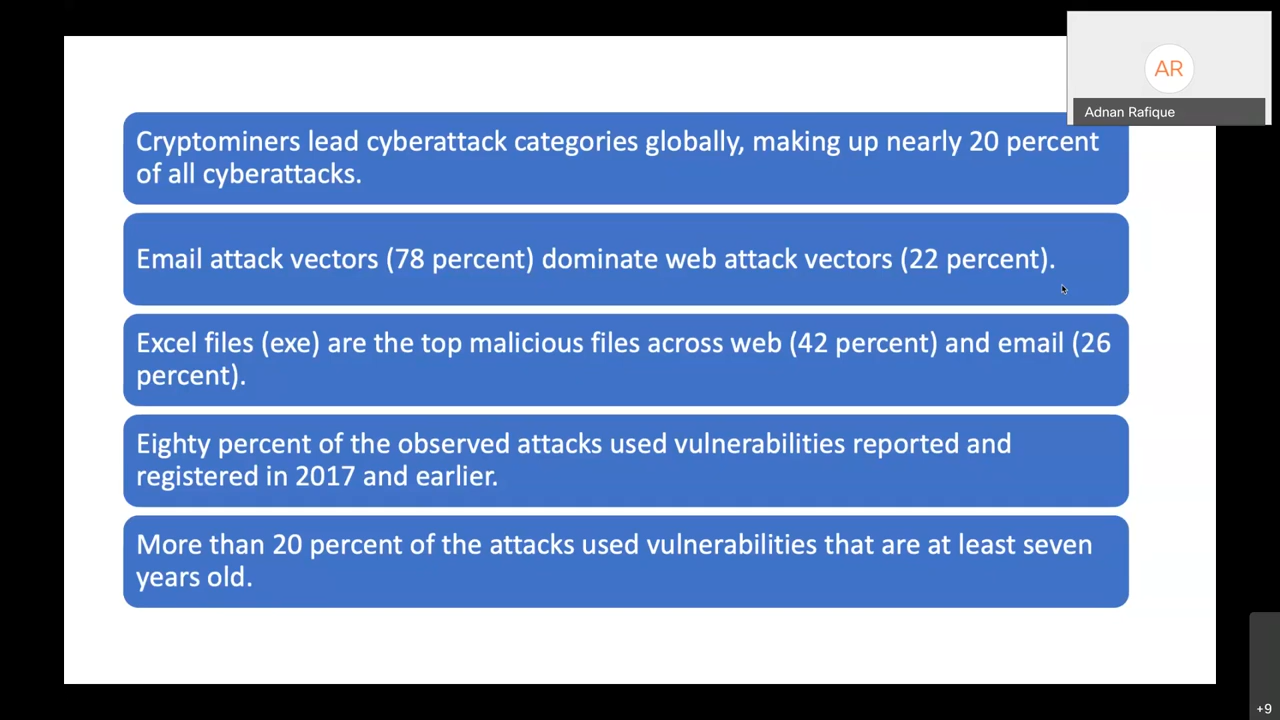 AR
Adnan Rafique
Cryptominers lead cyberattack categories globally, making up nearly 20 percent
of all cyberattacks.
Email attack vectors (78 percent) dominate web attack vectors (22 percent).
Excel files (exe) are the top malicious files across web (42 percent) and email (26
percent).
Eighty percent of the observed attacks used vulnerabilities reported and
registered in 2017 and earlier.
More than 20 percent of the attacks used vulnerabilities that are at least seven
years old.
+9